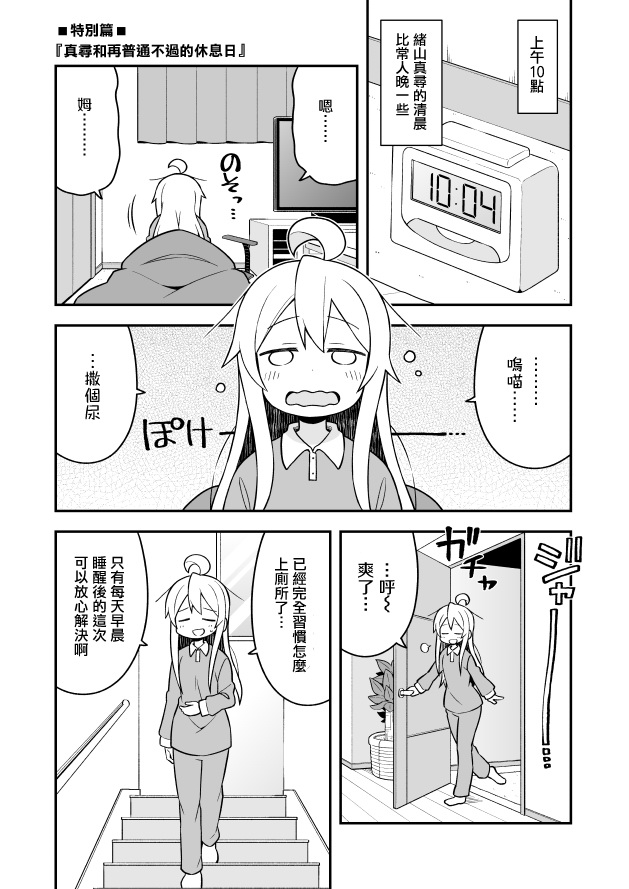 ■特別篇■
『真尋和再普通不過的休息日』
上午10點
緒山真尋的清晨
比常人晚一些
10:04
嗯………
のそっ…
姆………
………
嗚喵……
ぽけ
…
撒個尿
ジャー……
ガチャ
…呼~
爽了…
已經完全習慣怎麼
上廁所了…
只有每天早晨
睡醒後的這次
可以放心解決啊